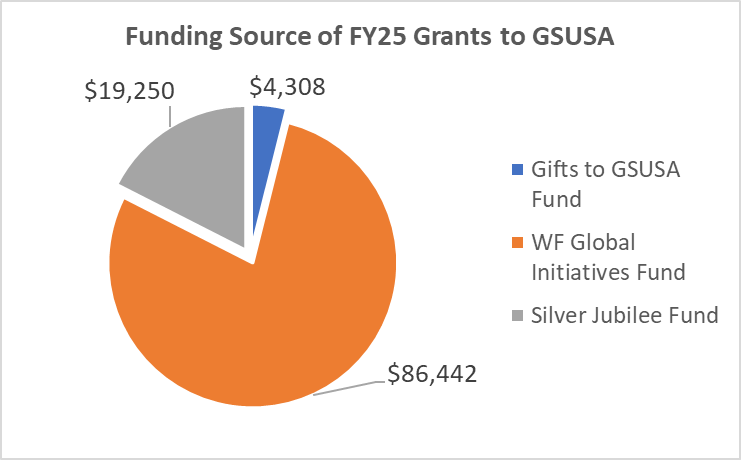 Funding Source of FY25 Grants to GSUSA
$19,250
$4,308
$86,442
Gifts to GSUSA
Fund
WF Global
Initiatives Fund
Silver Jubilee Fund